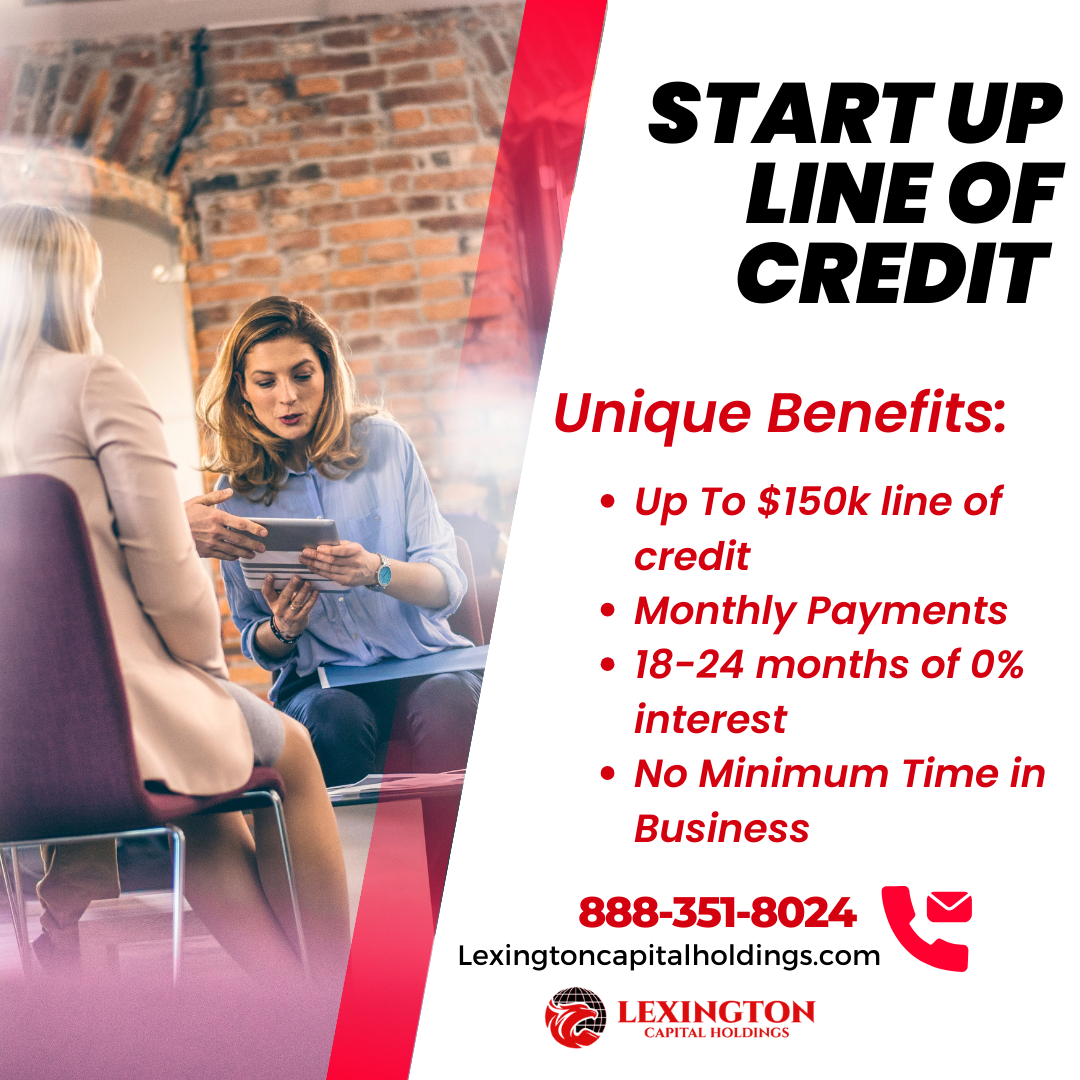 START UP
LINE OF
CREDIT
Unique Benefits:
• Up To $150k line of
credit
• Monthly Payments
• 18-24 months of 0%
interest
• No Minimum Time in
Business
888-351-8024
Lexingtoncapitalholdings.com
LEXINGTON
CAPITAL HOLDINGS